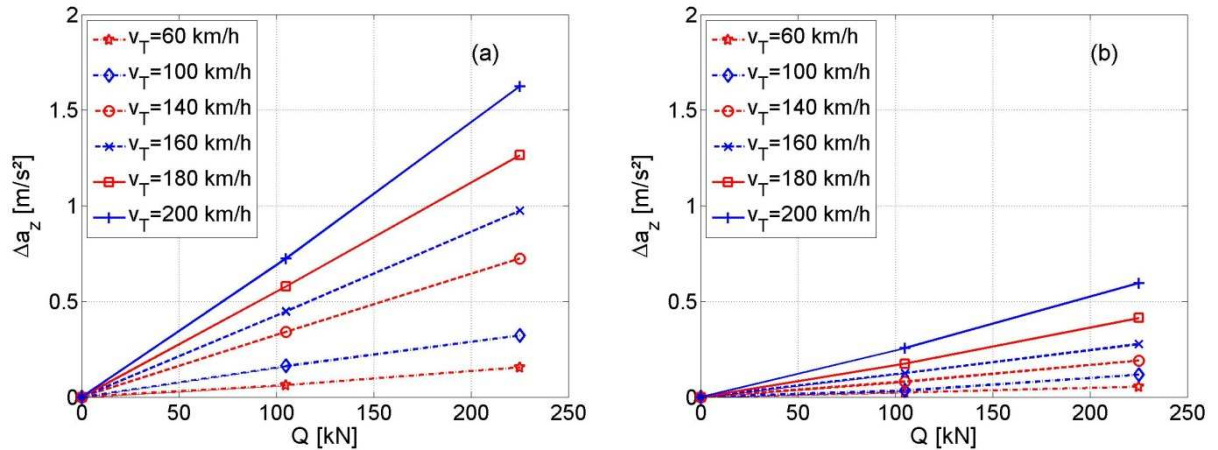 2
1.5
1
0.5
0
Δa_z [m/s²]
v_T=60 km/h
v_T=100 km/h
v_T=140 km/h
v_T=160 km/h
v_T=180 km/h
v_T=200 km/h
(a)
0 50 100 150 200 250
Q [kN]
2
1.5
1
0.5
0
Δa_z [m/s²]
v_T=60 km/h
v_T=100 km/h
v_T=140 km/h
v_T=160 km/h
v_T=180 km/h
v_T=200 km/h
(b)
0 50 100 150 200 250
Q [kN]